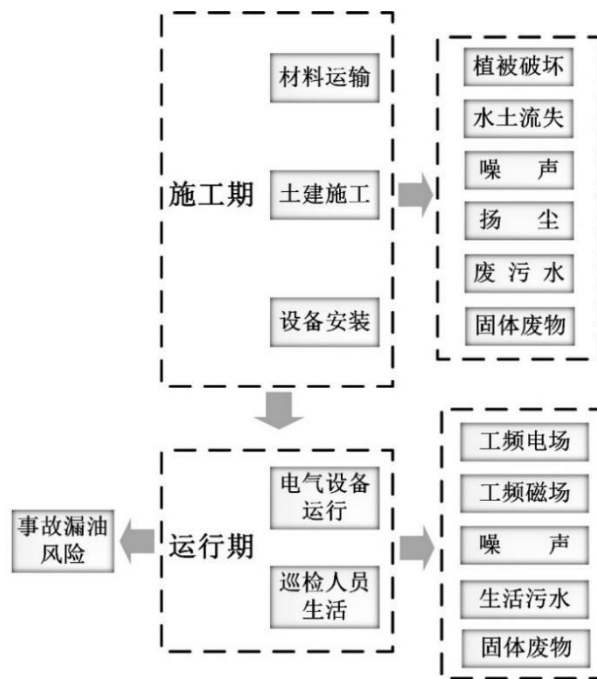 材料运输
施工期
土建施工
设备安装
植被破坏
水土流失
噪 声
扬 尘
废 污 水
固体废物
事故漏油
风险
运行期
电气设备
运行
巡检人员
生活
工频电场
工频磁场
噪 声
生活污水
固体废物